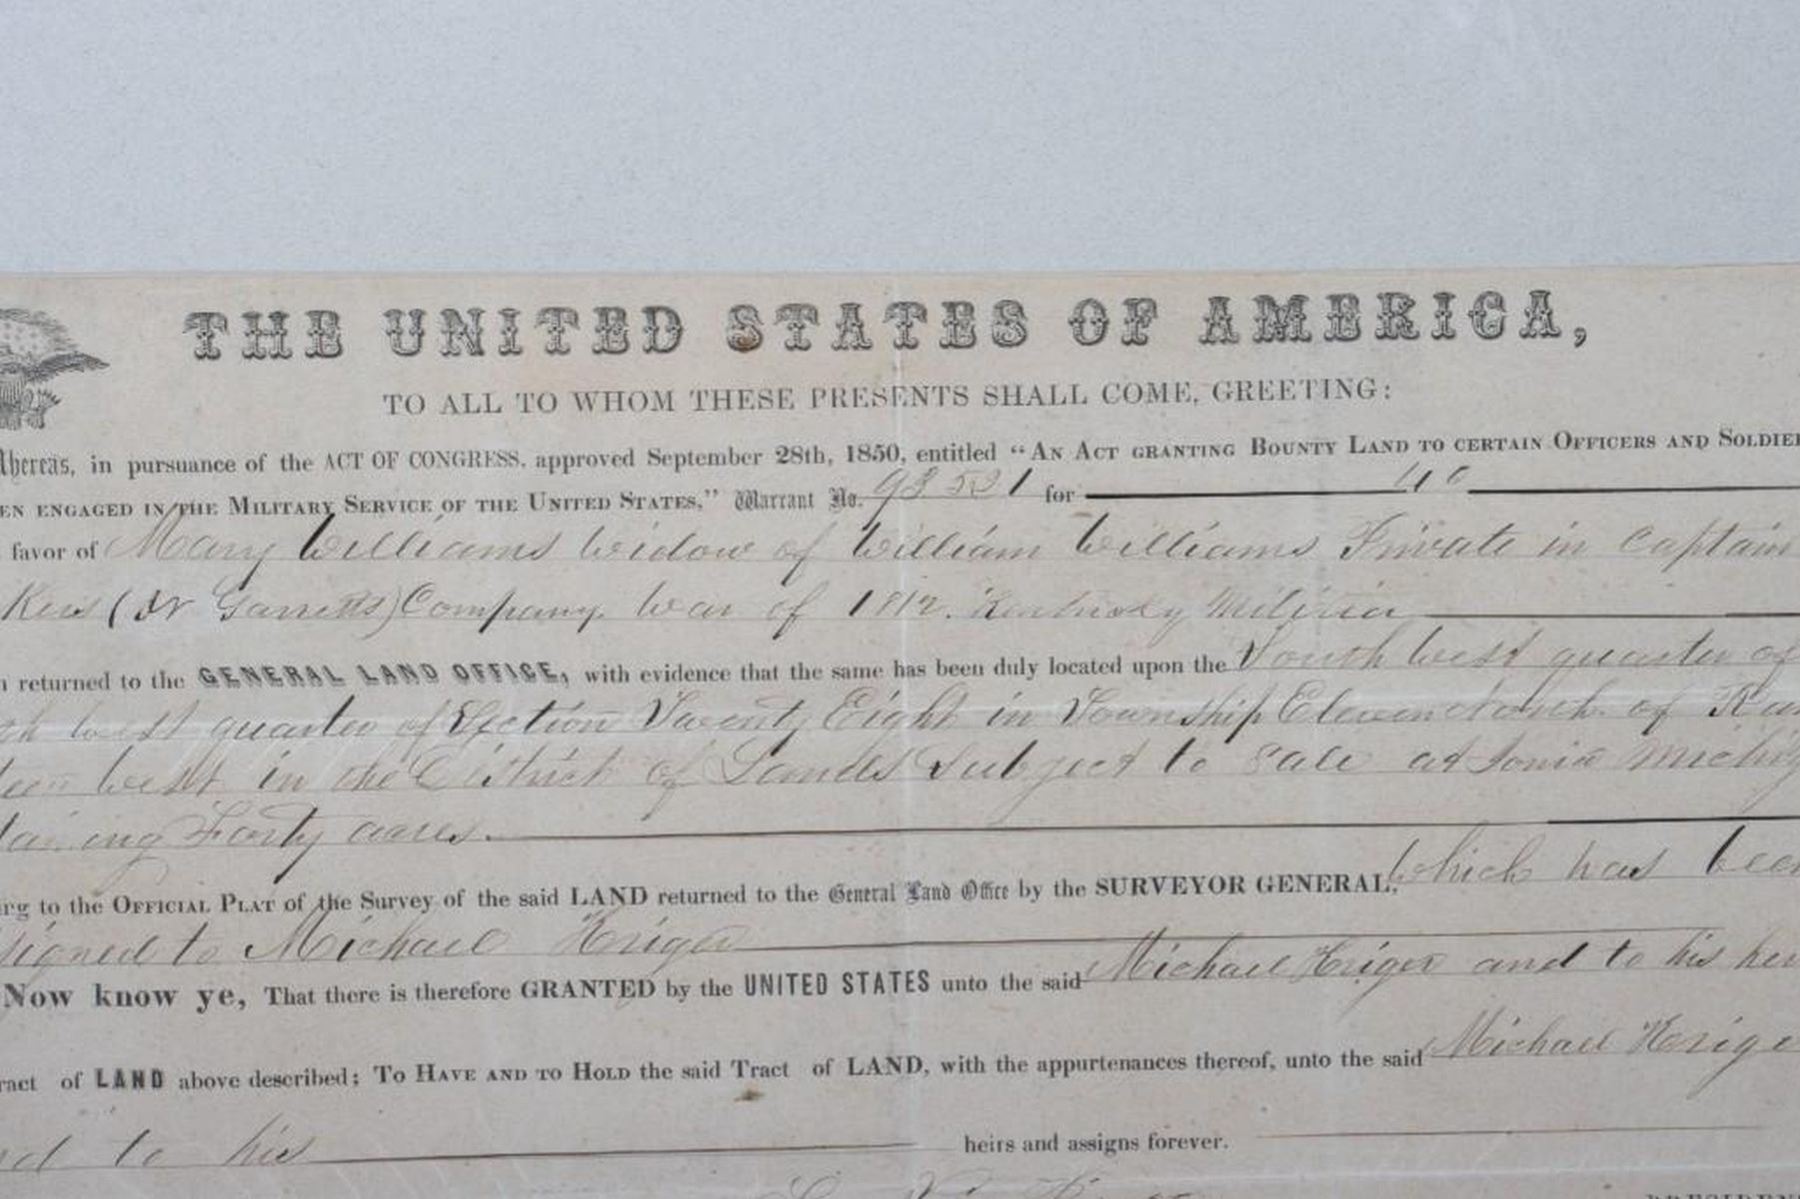 THE UNITED STATES OF AMERICA,
TO ALL TO WHOM THESE PRESENTS SHALL COME, GREETING:
Whereas, in pursuance of the ACT OF CONGRESS, approved September 28th, 1850, entitled "AN ACT GRANTING BOUNTY LAND TO CERTAIN OFFICERS AND SOLDIER
EN ENGAGED IN THE MILITARY SERVICE OF THE UNITED STATES," Warrant No. for 40
favor of Mary Williams Widow of William Williams Private in Captain
(Dr Garretts) Company, War of 1812. Kentucky Militia
n returned to the GENERAL LAND OFFICE, with evidence that the same has been duly located upon the South West quarter of
th West quarter of Section Twenty Eight in Township Eleven North of Ran
teen West in the District of Lands Subject to Sale at Ionia Michig
taining Forty acres.
rg to the OFFICIAL PLAT of the Survey of the said LAND returned to the General Land Office by the SURVEYOR GENERAL, Which has been
signed to Michael Kriger
Now know ye, That there is therefore GRANTED by the UNITED STATES unto the said Michael Kriger and to his hei
ract of LAND above described; TO HAVE AND TO HOLD the said Tract of LAND, with the appurtenances thereof, unto the said Michael Krige
nd to his heirs and assigns forever.
PRESIDEN